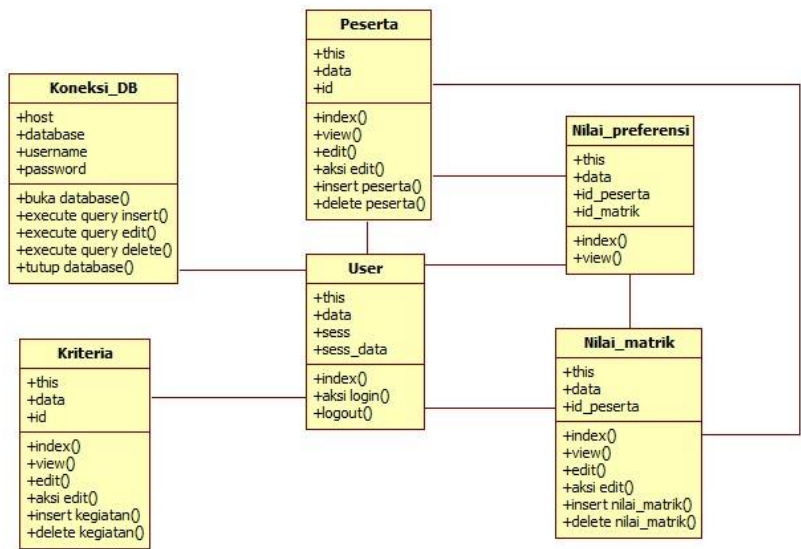 Peserta
+this
+data
+id
+index()
+view()
+edit()
+aksi edit()
+insert peserta()
+delete peserta()
Koneksi_DB
+host
+database
+username
+password
+buka database()
+execute query insert()
+execute query edit()
+execute query delete()
+tutup database()
Nilai_preferensi
+this
+data
+id_peserta
+id_matrik
+index()
+view()
User
+this
+data
+sess
+sess_data
+index()
+aksi login()
+logout()
Kriteria
+this
+data
+id
+index()
+view()
+edit()
+aksi edit()
+insert kegiatan()
+delete kegiatan()
Nilai_matrik
+this
+data
+id_peserta
+index()
+view()
+edit()
+aksi edit()
+insert nilai_matrik()
+delete nilai_matrik()